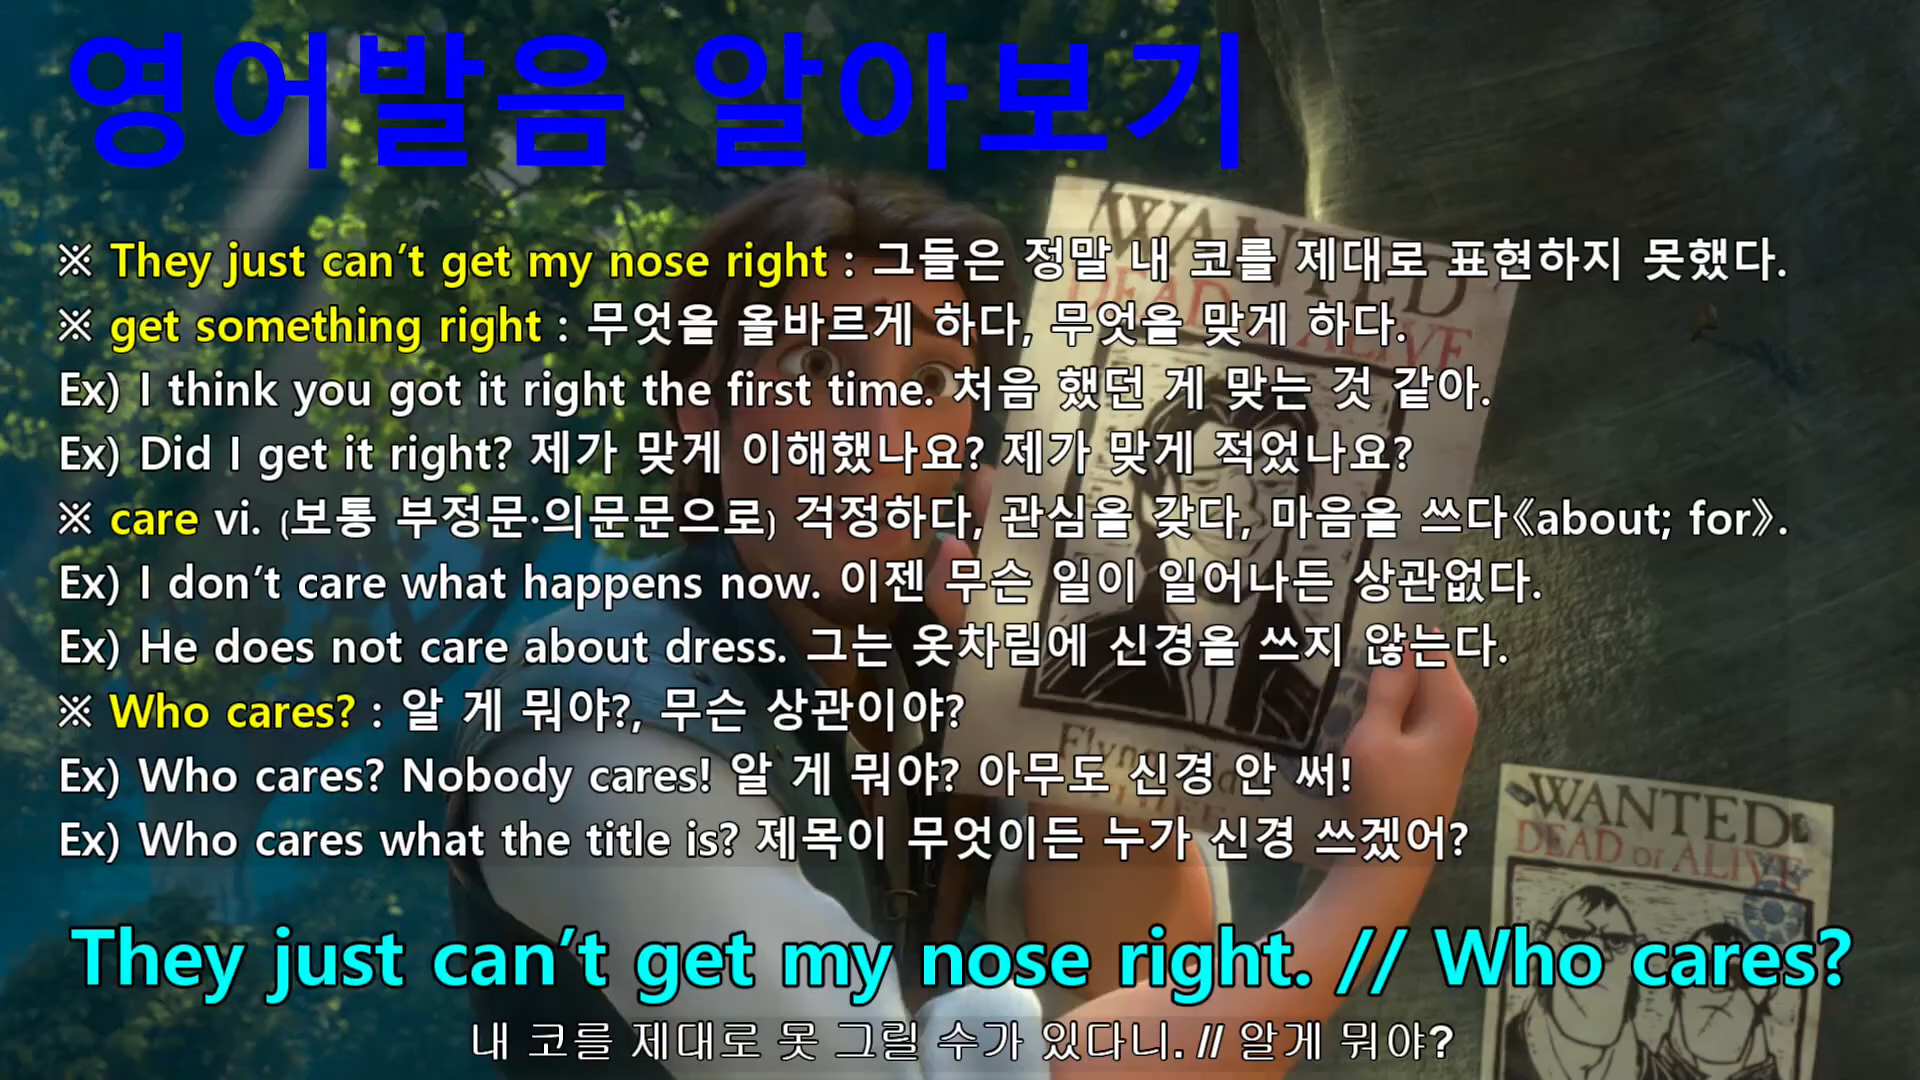 영어발음 알아보기
※ They just can't get my nose right : 그들은 정말 내 코를 제대로 표현하지 못했다.
※ get something right : 무엇을 올바르게 하다, 무엇을 맞게 하다.
Ex) I think you got it right the first time. 처음 했던 게 맞는 것 같아.
Ex) Did I get it right? 제가 맞게 이해했나요? 제가 맞게 적었나요?
※ care vi. (보통 부정문·의문문으로) 걱정하다, 관심을 갖다, 마음을 쓰다《about; for》.
Ex) I don't care what happens now. 이젠 무슨 일이 일어나든 상관없다.
Ex) He does not care about dress. 그는 옷차림에 신경을 쓰지 않는다.
※ Who cares? : 알 게 뭐야?, 무슨 상관이야?
Ex) Who cares? Nobody cares! 알 게 뭐야? 아무도 신경 안 써!
Ex) Who cares what the title is? 제목이 무엇이든 누가 신경 쓰겠어?
They just can't get my nose right. // Who cares?
내 코를 제대로 못 그릴 수가 있다니. // 알게 뭐야?
WANTED
DEAD or ALIVE
Flynn
WANTED
DEAD or ALIVE